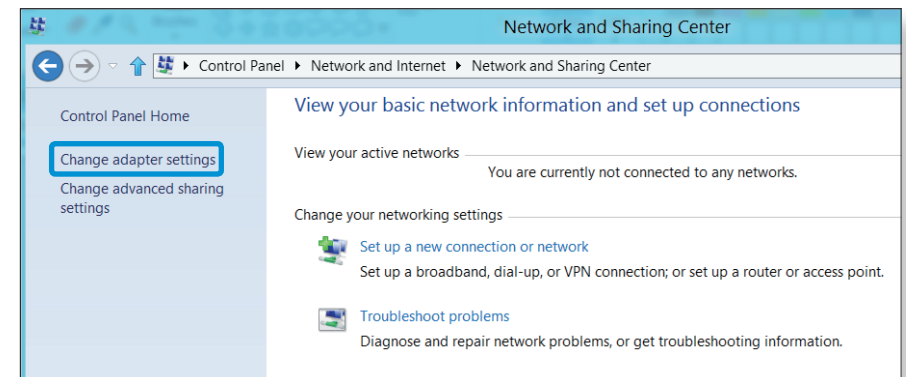 Network and Sharing Center
Control Panel Network and Internet Network and Sharing Center
Control Panel Home
Change adapter settings
Change advanced sharing
settings
View your basic network information and set up connections
View your active networks
You are currently not connected to any networks.
Change your networking settings
Set up a new connection or network
Set up a broadband, dial-up, or VPN connection; or set up a router or access point.
Troubleshoot problems
Diagnose and repair network problems, or get troubleshooting information.